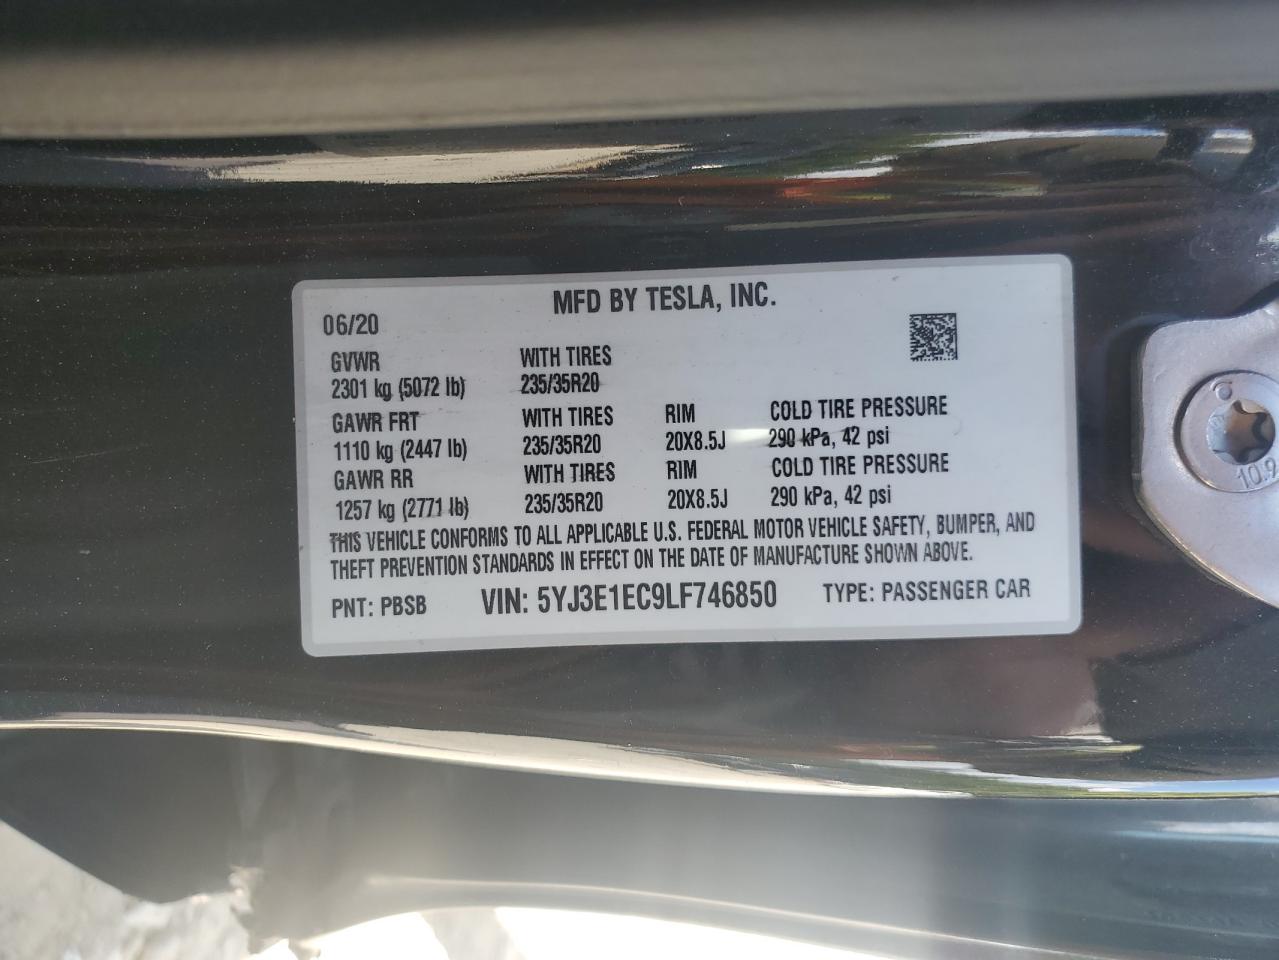 MFD BY TESLA, INC.
06/20
GVWR WITH TIRES
2301 kg (5072 lb) 235/35R20
GAWR FRT WITH TIRES RIM COLD TIRE PRESSURE
1110 kg (2447 lb) 235/35R20 20X8.5J 290 kPa, 42 psi
GAWR RR WITH TIRES RIM COLD TIRE PRESSURE
1257 kg (2771 lb) 235/35R20 20X8.5J 290 kPa, 42 psi
THIS VEHICLE CONFORMS TO ALL APPLICABLE U.S. FEDERAL MOTOR VEHICLE SAFETY, BUMPER, AND
THEFT PREVENTION STANDARDS IN EFFECT ON THE DATE OF MANUFACTURE SHOWN ABOVE.
PNT: PBSB VIN: 5YJ3E1EC9LF746850 TYPE: PASSENGER CAR
10.9